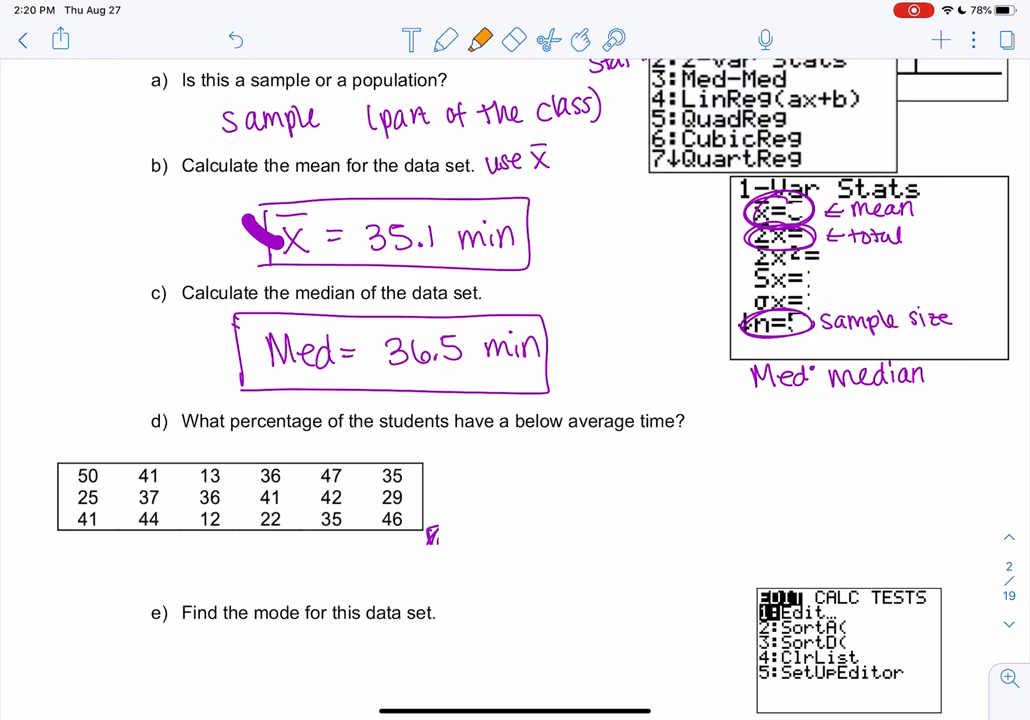 2:20 PM Thu Aug 27
78%
a) Is this a sample or a population?
sample (part of the class)
3:Med-Med
4:LinReg(ax+b)
5:QuadReg
6:CubicReg
7↓QuartReg
b) Calculate the mean for the data set. use x̄
x̄ = 35.1 min
1-Var Stats
x̄=5 ← mean
Σx= ← total
Σx²=
Sx=
σx=
↓n=5 sample size
Med: median
c) Calculate the median of the data set.
Med = 36.5 min
d) What percentage of the students have a below average time?
50 41 13 36 47 35
25 37 36 41 42 29
41 44 12 22 35 46
e) Find the mode for this data set.
EDIT CALC TESTS
1:Edit…
2:SortA(
3:SortD(
4:ClrList
5:SetUpEditor
2
/
19